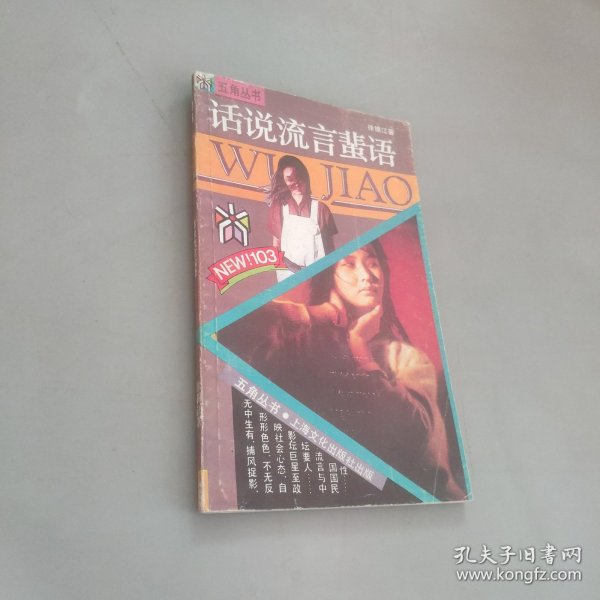 五角丛书
话说流言蜚语
WU JIAO
NEW!103
五角丛书·上海文化出版社出版
无中生有，捕风捉影，
形形色色，不无反
映社会心态，自
影坛巨星至政
坛要人……
流言与中
国国民
性……
孔夫子旧书网
www.kongfz.com